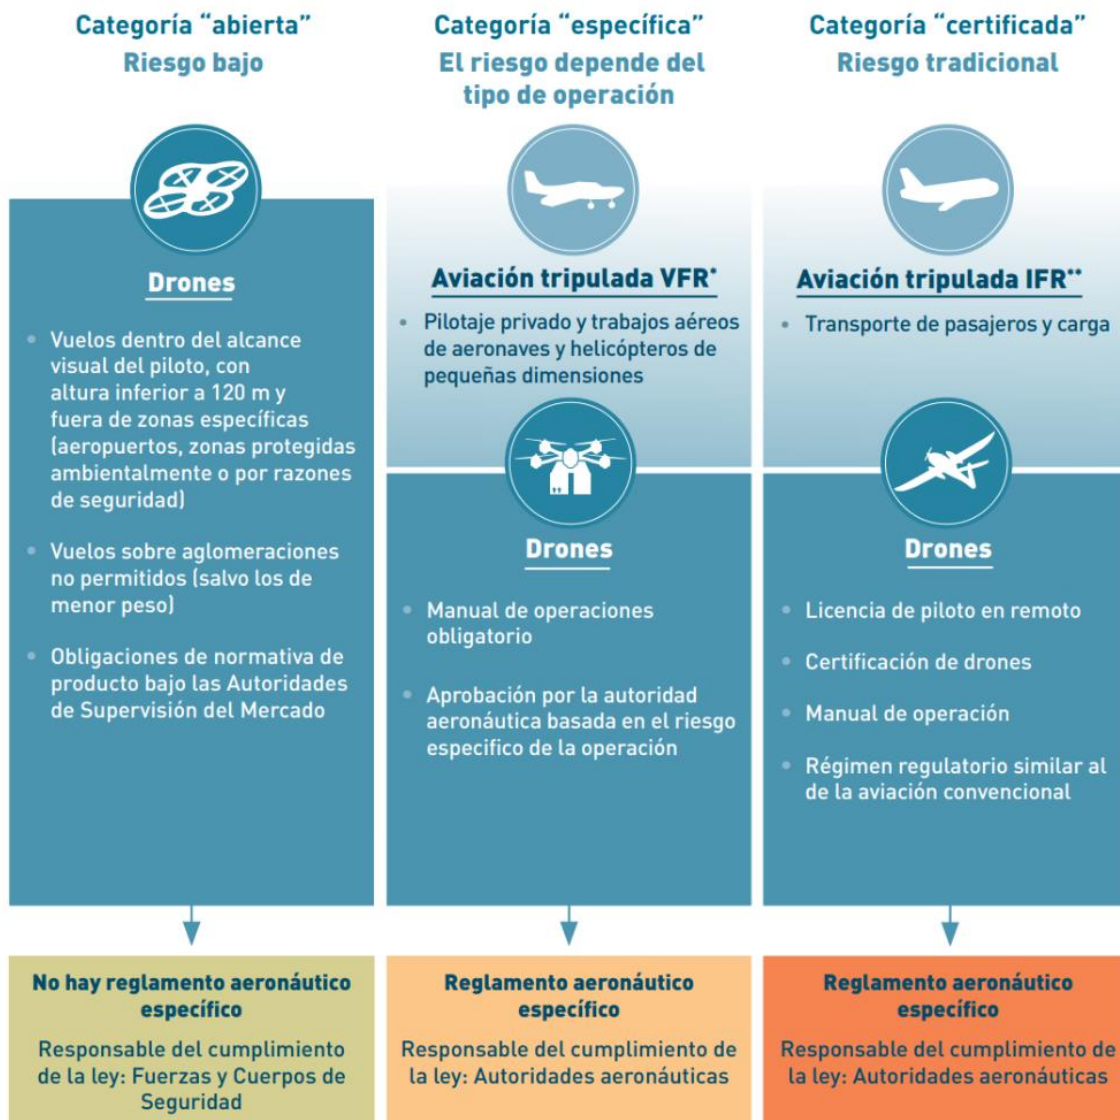 Categoría “abierta”
Riesgo bajo
Drones
• Vuelos dentro del alcance
visual del piloto, con
altura inferior a 120 m y
fuera de zonas específicas
(aeropuertos, zonas protegidas
ambientalmente o por razones
de seguridad)
• Vuelos sobre aglomeraciones
no permitidos (salvo los de
menor peso)
• Obligaciones de normativa de
producto bajo las Autoridades
de Supervisión del Mercado
No hay reglamento aeronáutico
específico
Responsable del cumplimiento
de la ley: Fuerzas y Cuerpos de
Seguridad
Categoría “específica”
El riesgo depende del
tipo de operación
Aviación tripulada VFR*
• Pilotaje privado y trabajos aéreos
de aeronaves y helicópteros de
pequeñas dimensiones
Drones
• Manual de operaciones
obligatorio
• Aprobación por la autoridad
aeronáutica basada en el riesgo
especifico de la operación
Reglamento aeronáutico
específico
Responsable del cumplimiento de
la ley: Autoridades aeronáuticas
Categoría “certificada”
Riesgo tradicional
Aviación tripulada IFR**
• Transporte de pasajeros y carga
Drones
• Licencia de piloto en remoto
• Certificación de drones
• Manual de operación
• Régimen regulatorio similar al
de la aviación convencional
Reglamento aeronáutico
específico
Responsable del cumplimiento de
la ley: Autoridades aeronáuticas